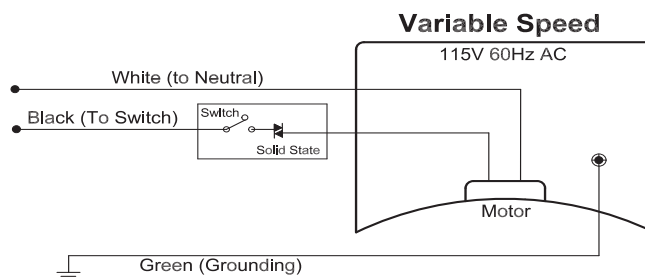 Variable Speed
115V 60Hz AC
White (to Neutral)
Black (To Switch)
Switch
Solid State
Motor
Green (Grounding)